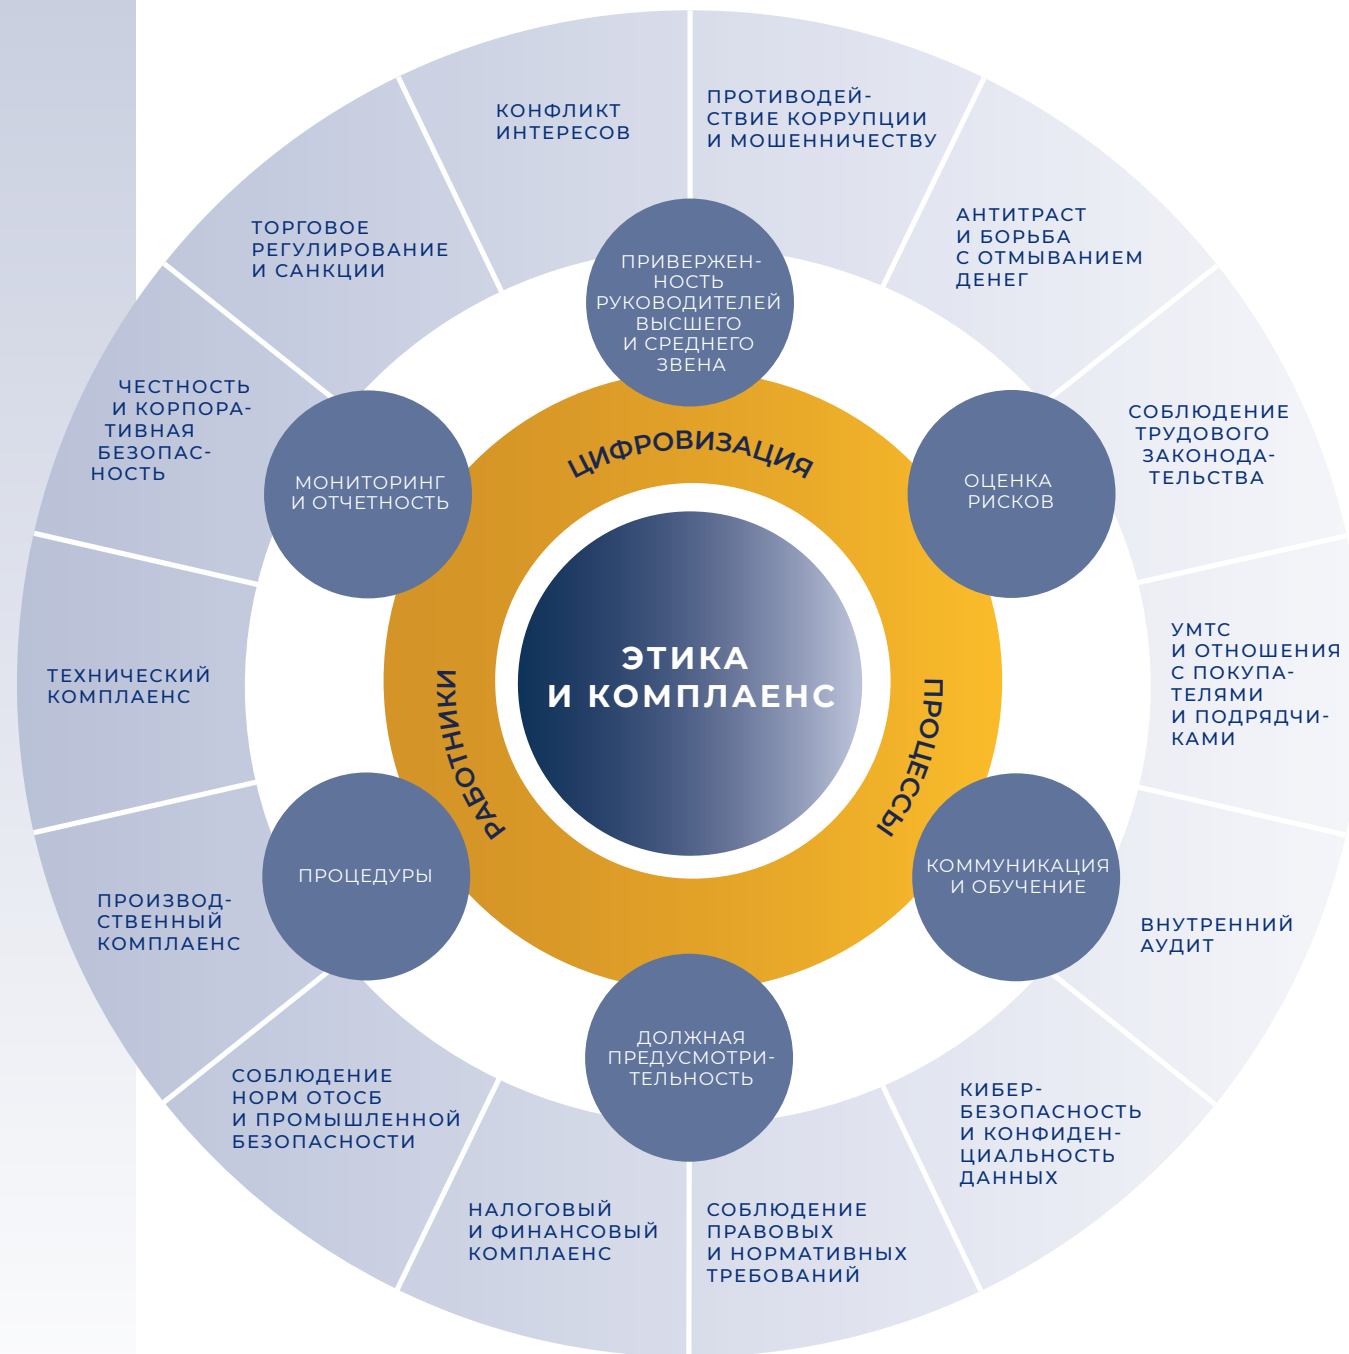 КОНФЛИКТ
ИНТЕРЕСОВ
ПРОТИВОДЕЙ-
СТВИЕ КОРРУПЦИИ
И МОШЕННИЧЕСТВУ
АНТИТРАСТ
И БОРЬБА
С ОТМЫВАНИЕМ
ДЕНЕГ
СОБЛЮДЕНИЕ
ТРУДОВОГО
ЗАКОНОДА-
ТЕЛЬСТВА
УМТС
И ОТНОШЕНИЯ
С ПОКУПА-
ТЕЛЯМИ
И ПОДРЯДЧИ-
КАМИ
ВНУТРЕННИЙ
АУДИТ
КИБЕР-
БЕЗОПАСНОСТЬ
И КОНФИДЕН-
ЦИАЛЬНОСТЬ
ДАННЫХ
СОБЛЮДЕНИЕ
ПРАВОВЫХ
И НОРМАТИВНЫХ
ТРЕБОВАНИЙ
НАЛОГОВЫЙ
И ФИНАНСОВЫЙ
КОМПЛАЕНС
СОБЛЮДЕНИЕ
НОРМ ОТОСБ
И ПРОМЫШЛЕННОЙ
БЕЗОПАСНОСТИ
ПРОИЗВОД-
СТВЕННЫЙ
КОМПЛАЕНС
ТЕХНИЧЕСКИЙ
КОМПЛАЕНС
ЧЕСТНОСТЬ
И КОРПОРА-
ТИВНАЯ
БЕЗОПАС-
НОСТЬ
ТОРГОВОЕ
РЕГУЛИРОВАНИЕ
И САНКЦИИ
ПРИВЕРЖЕН-
НОСТЬ
РУКОВОДИТЕЛЕЙ
ВЫСШЕГО
И СРЕДНЕГО
ЗВЕНА
ОЦЕНКА
РИСКОВ
КОММУНИКАЦИЯ
И ОБУЧЕНИЕ
ДОЛЖНАЯ
ПРЕДУСМОТРИ-
ТЕЛЬНОСТЬ
ПРОЦЕДУРЫ
МОНИТОРИНГ
И ОТЧЕТНОСТЬ
ЦИФРОВИЗАЦИЯ
ПРОЦЕССЫ
РАБОТНИКИ
ЭТИКА
И КОМПЛАЕНС